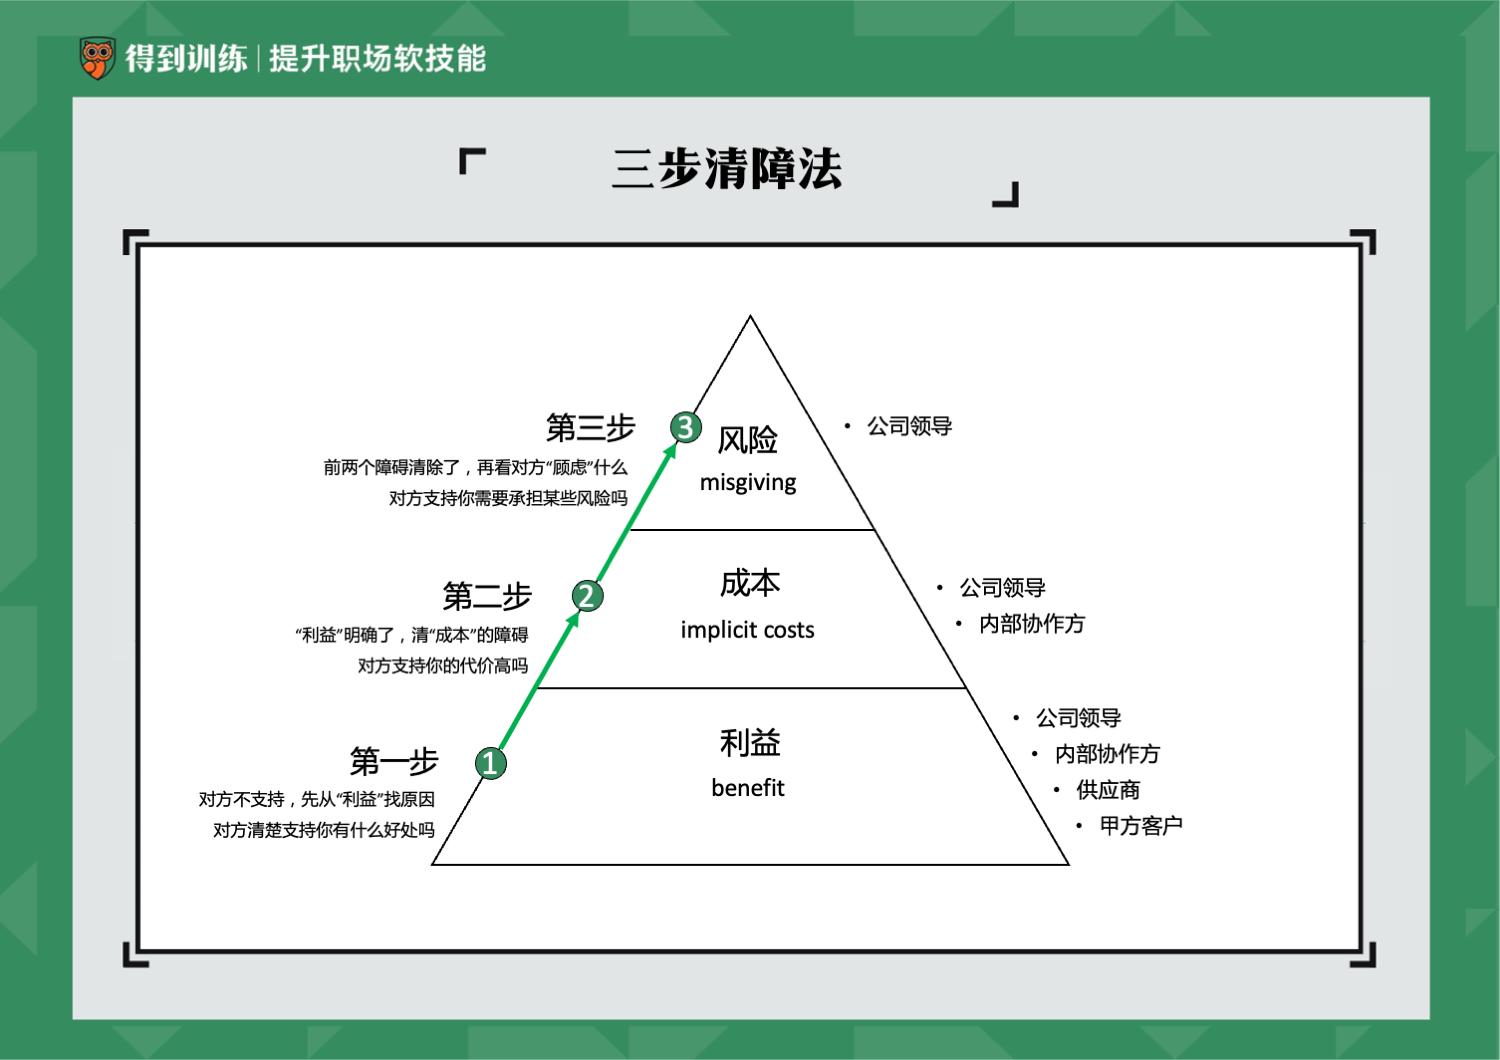 得到训练|提升职场软技能
三步清障法
第三步
3
风险
• 公司领导
前两个障碍清除了，再看对方“顾虑”什么
misgiving
对方支持你需要承担某些风险吗
第二步
2
成本
• 公司领导
• 内部协作方
“利益”明确了，清“成本”的障碍
implicit costs
对方支持你的代价高吗
第一步
1
利益
• 公司领导
• 内部协作方
• 供应商
• 甲方客户
对方不支持，先从“利益”找原因
benefit
对方清楚支持你有什么好处吗